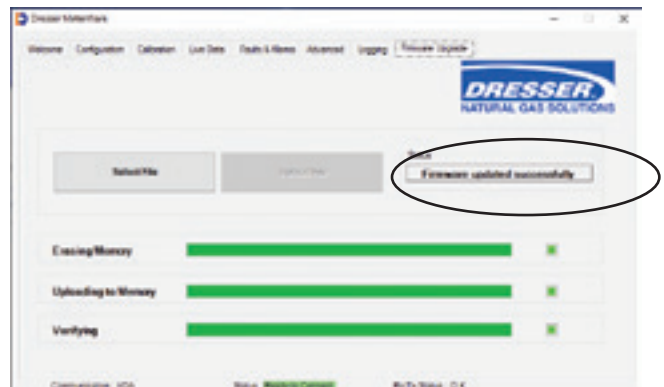 Dresser MeterWare
Welcome Configuration Calibration Live Data Faults & Alarms Advanced Logging Firmware Upgrade
DRESSER
NATURAL GAS SOLUTIONS
Status
Select File
Firmware updated successfully
Erasing Memory
Uploading to Memory
Verifying
Status